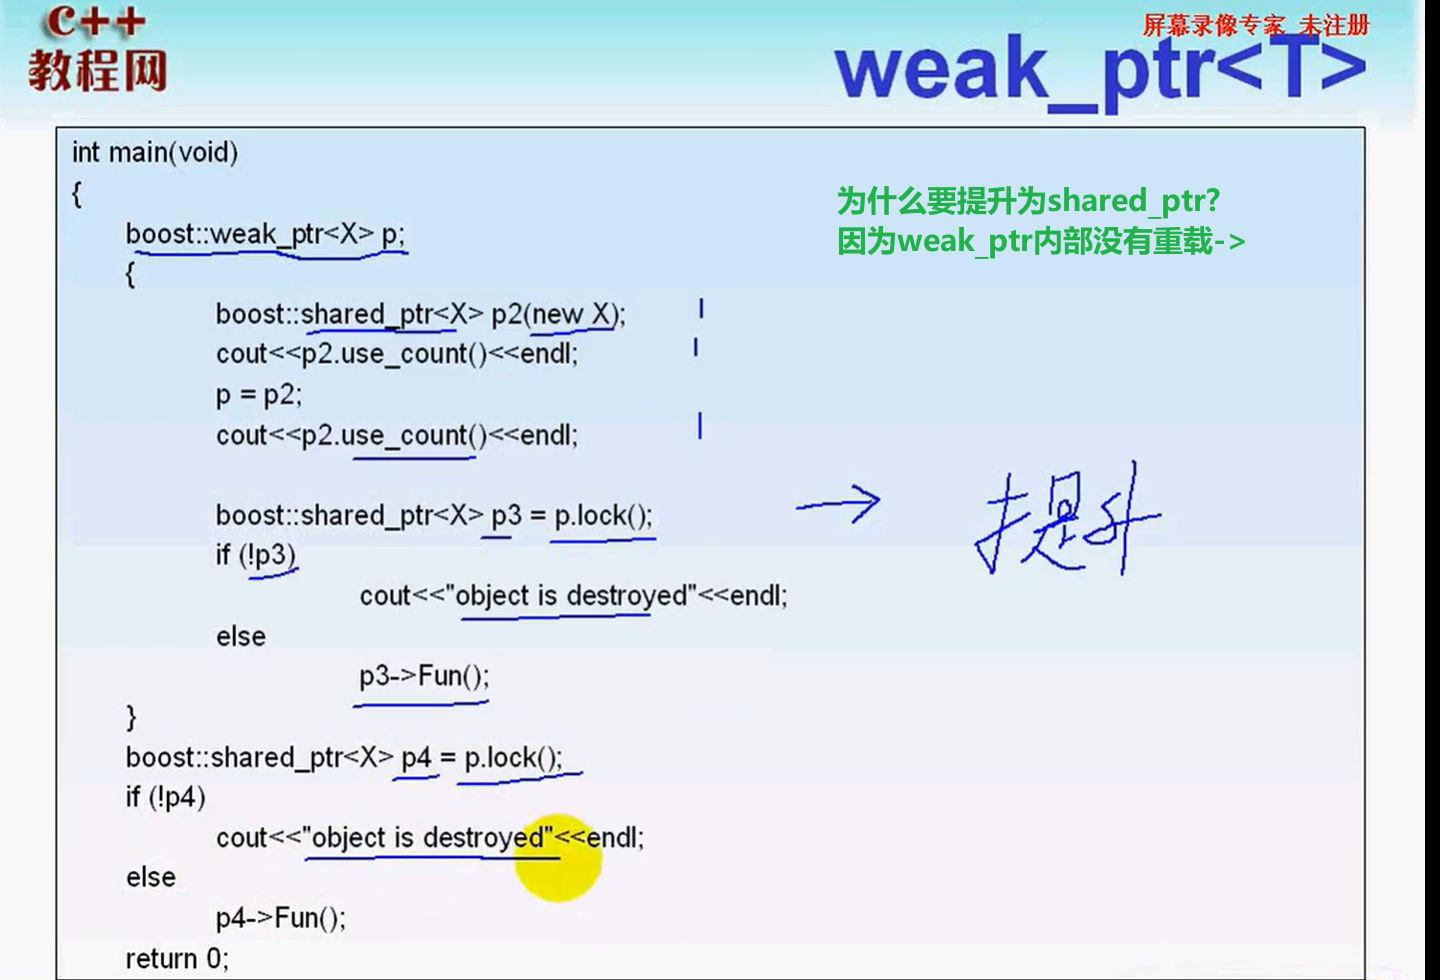 C++
教程网
屏幕录像专家 未注册
weak_ptr<T>
int main(void)
{
boost::weak_ptr<X> p;
{
boost::shared_ptr<X> p2(new X);
cout<<p2.use_count()<<endl;
p = p2;
cout<<p2.use_count()<<endl;
boost::shared_ptr<X> p3 = p.lock();
if (!p3)
cout<<"object is destroyed"<<endl;
else
p3->Fun();
}
boost::shared_ptr<X> p4 = p.lock();
if (!p4)
cout<<"object is destroyed"<<endl;
else
p4->Fun();
return 0;
为什么要提升为shared_ptr?
因为weak_ptr内部没有重载->
提升